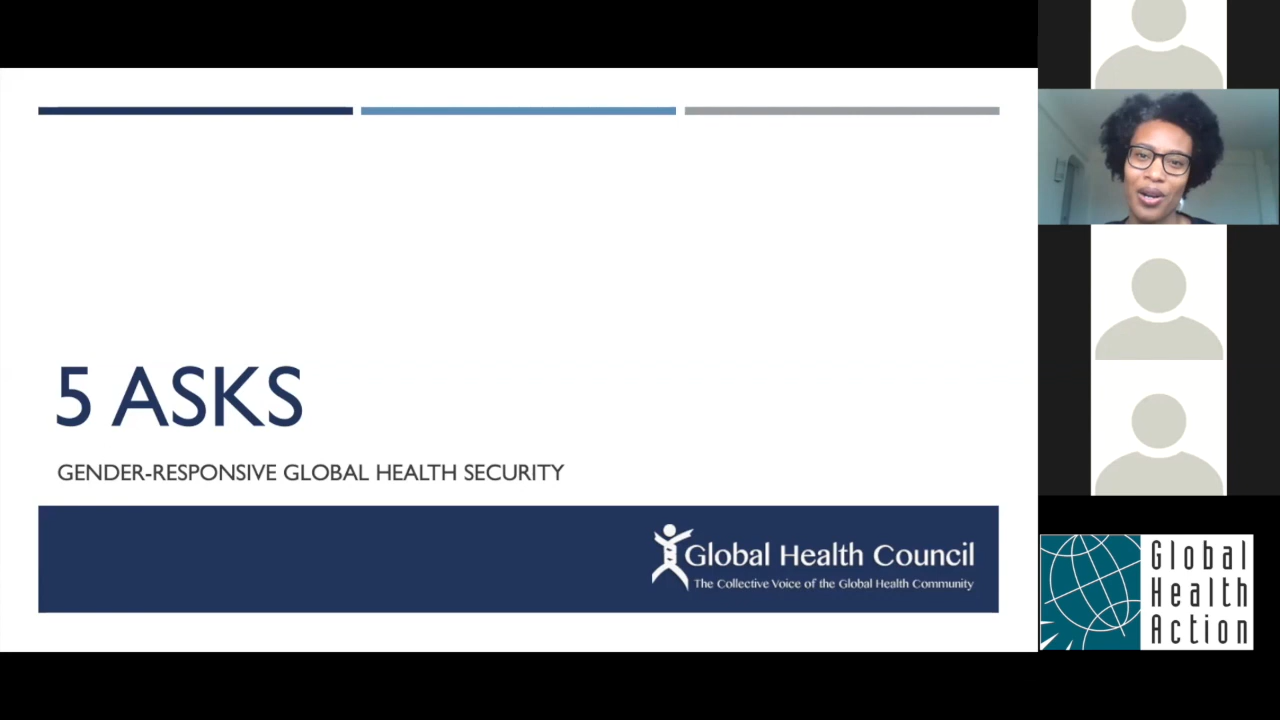 5 ASKS
GENDER-RESPONSIVE GLOBAL HEALTH SECURITY
Global Health Council
The Collective Voice of the Global Health Community
Global
Health
Action